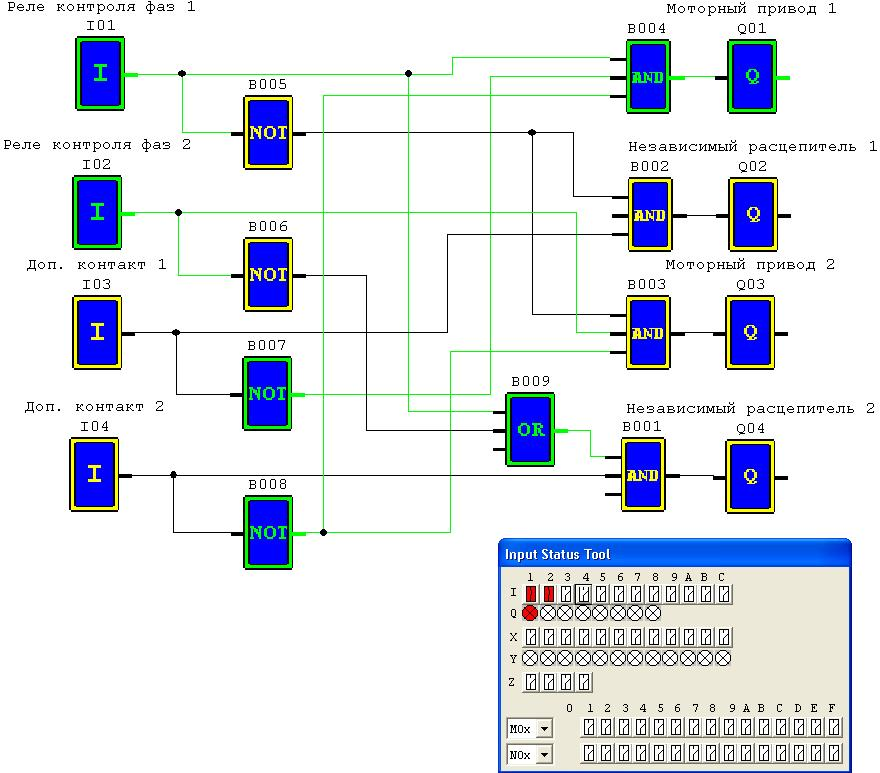 Реле контроля фаз 1
I01
I
Моторный привод 1
B004
AND
Q01
Q
B005
NOT
Реле контроля фаз 2
I02
I
Независимый расцепитель 1
B002
AND
Q02
Q
B006
NOT
Доп. контакт 1
I03
I
Моторный привод 2
B003
AND
Q03
Q
B007
NOT
B009
OR
Доп. контакт 2
I04
I
Независимый расцепитель 2
B001
AND
Q04
Q
B008
NOT
Input Status Tool
1 2 3 4 5 6 7 8 9 A B C
I
Q
X
Y
Z
0 1 2 3 4 5 6 7 8 9 A B C D E F
M0x
N0x